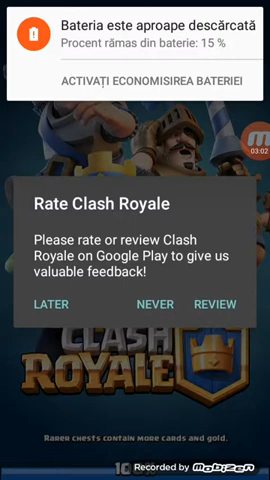 Bateria este aproape descărcată
Procent rămas din baterie: 15 %
ACTIVAȚI ECONOMISIREA BATERIEI
03:02
Rate Clash Royale
Please rate or review Clash
Royale on Google Play to give us
valuable feedback!
LATER NEVER REVIEW
CLASH
ROYALE
Rarer chests contain more cards and gold.
Recorded by Mobizen